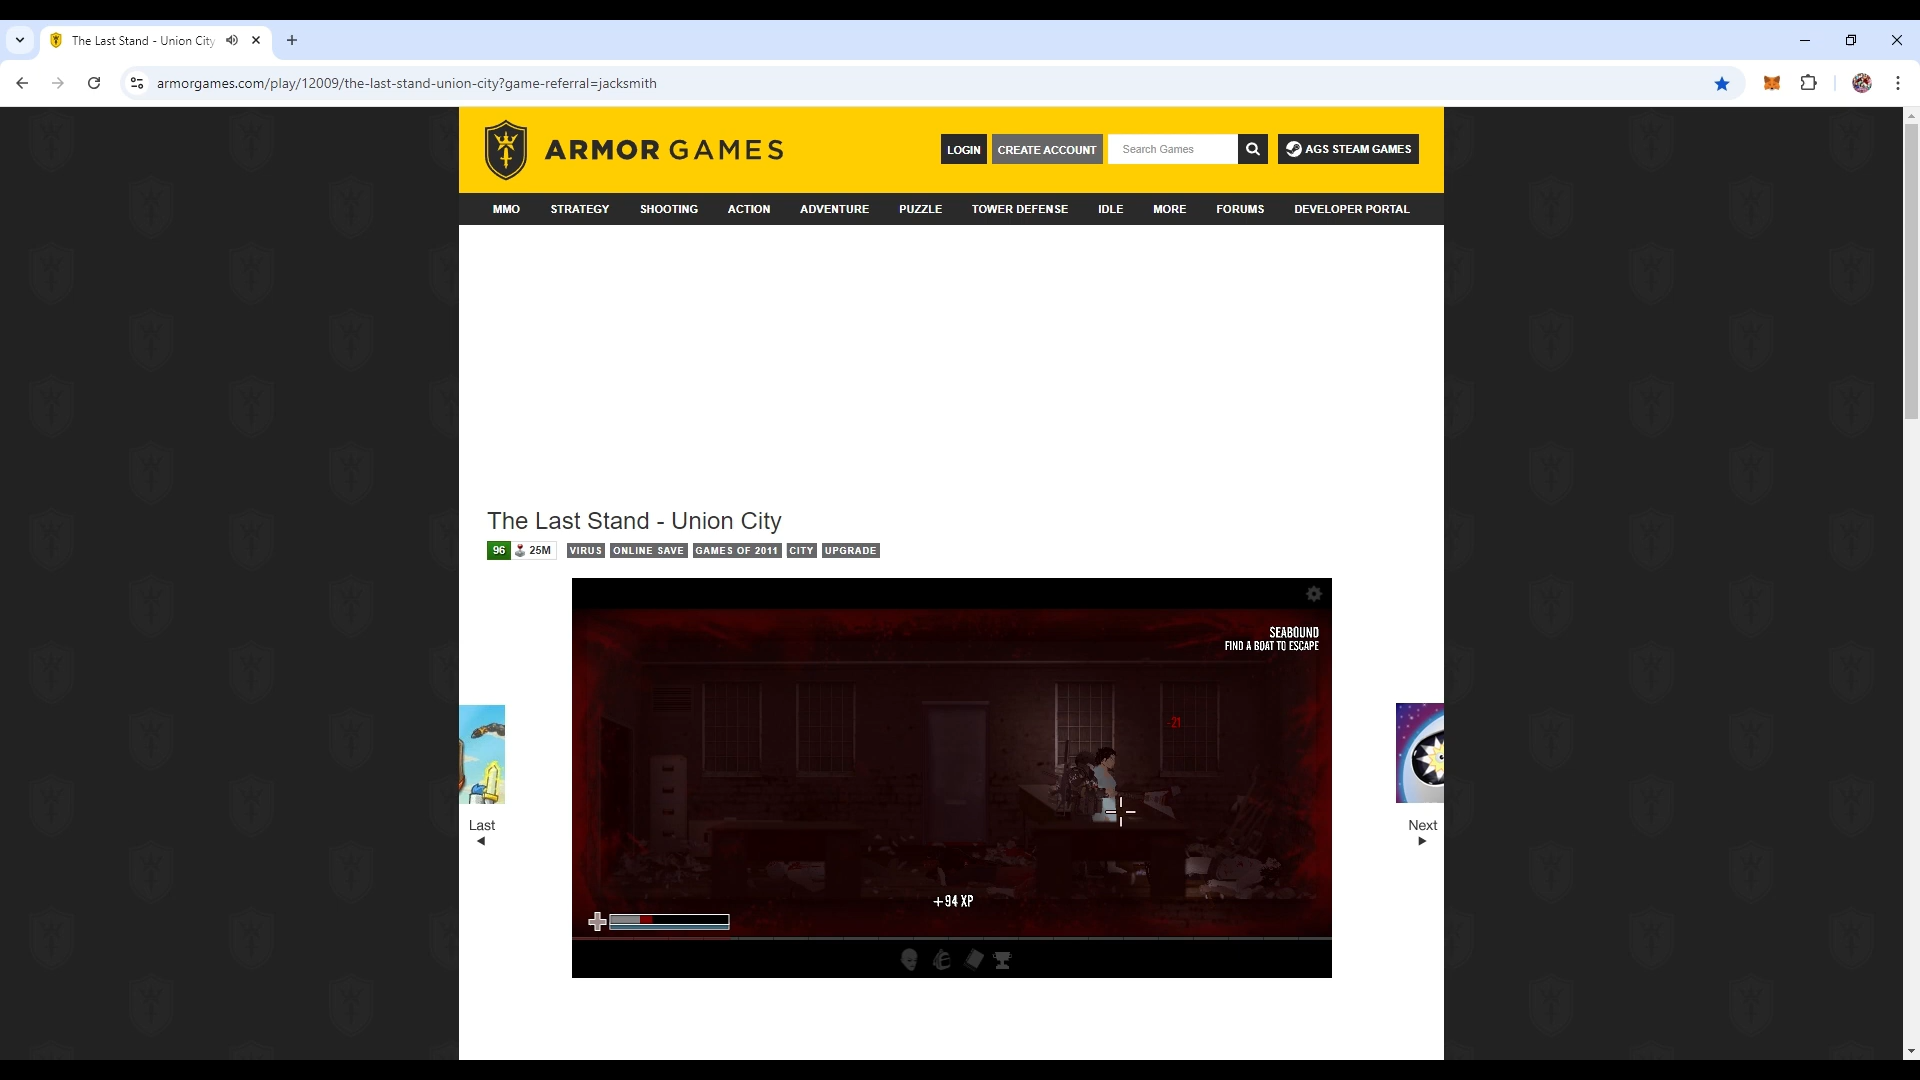 The Last Stand - Union City
armorgames.com/play/12009/the-last-stand-union-city?game-referral=jacksmith
ARMOR GAMES
LOGIN
CREATE ACCOUNT
Search Games
AGS STEAM GAMES
MMO
STRATEGY
SHOOTING
ACTION
ADVENTURE
PUZZLE
TOWER DEFENSE
IDLE
MORE
FORUMS
DEVELOPER PORTAL
The Last Stand - Union City
96
25M
VIRUS
ONLINE SAVE
GAMES OF 2011
CITY
UPGRADE
SEABOUND
FIND A BOAT TO ESCAPE
-21
+94 XP
Last
Next